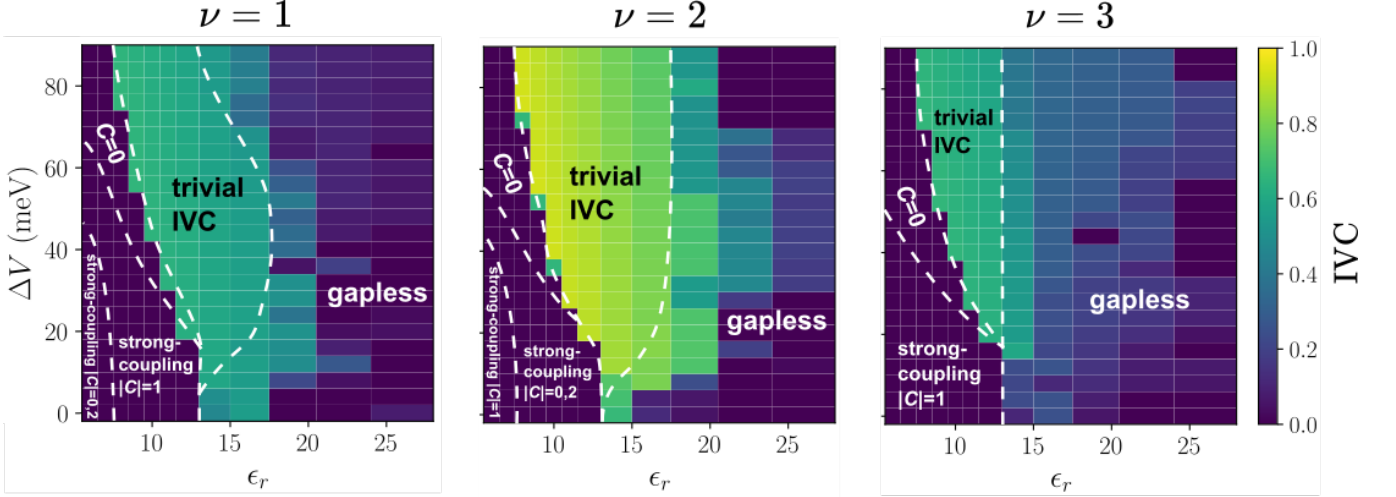 ν = 1
ν = 2
ν = 3
ΔV (meV)
80
60
40
20
0
C=0
trivial
IVC
gapless
strong-coupling |C|=0,2
strong-
coupling
|C|=1
10
15
20
25
ϵr
C=0
trivial
IVC
gapless
strong-coupling |C|=1
strong-
coupling
|C|=0,2
10
15
20
25
ϵr
trivial
IVC
C=0
gapless
strong-
coupling
|C|=1
10
15
20
25
ϵr
1.0
0.8
0.6
0.4
0.2
0.0
IVC